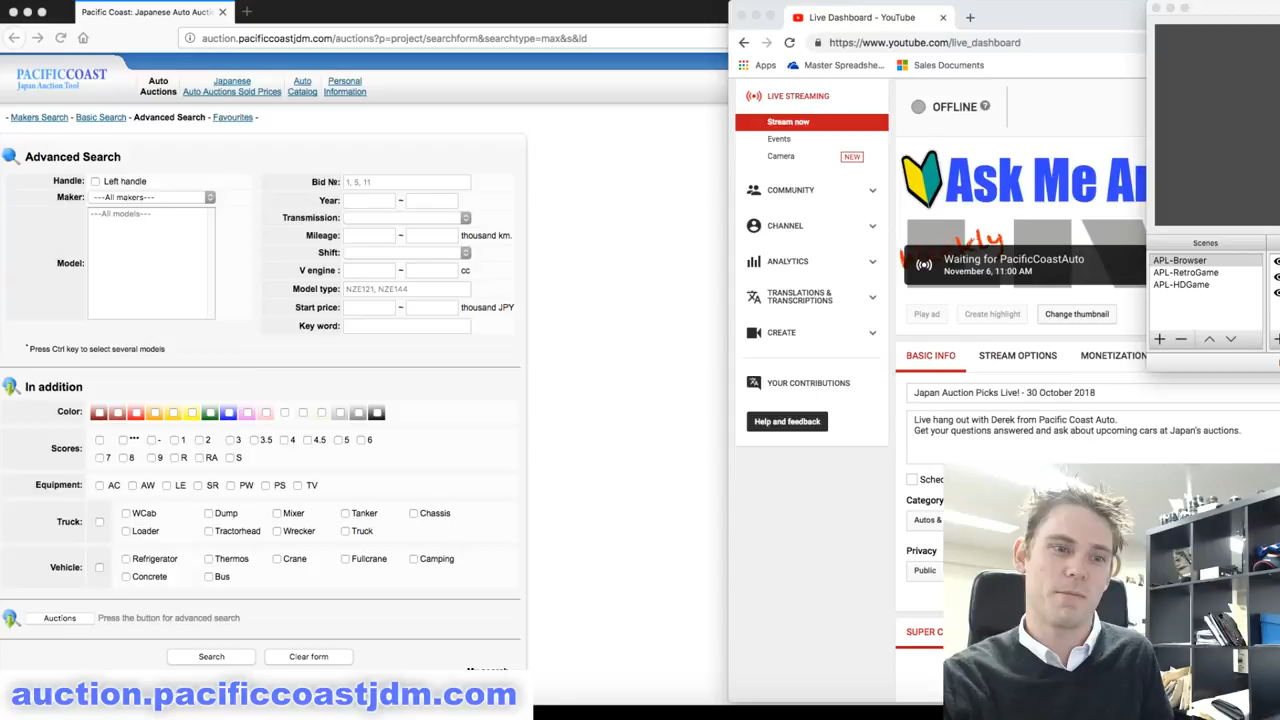 Pacific Coast: Japanese Auto Aucti
auction.pacificcoastjdm.com/auctions?p=project/searchform&searchtype=max&s&ld
PACIFICCOAST
Japan Auction Tool
Auto Auctions
Japanese Auto Auctions Sold Prices
Auto Catalog
Personal Information
- Makers Search - Basic Search - Advanced Search - Favourites -
Advanced Search
Handle: Left handle
Maker: ---All makers---
---All models---
Model:
* Press Ctrl key to select several models
Bid №: 1, 5, 11
Year: ~
Transmission:
Mileage: ~ thousand km.
Shift:
V engine: ~ cc
Model type: NZE121, NZE144
Start price: ~ thousand JPY
Key word:
In addition
Color:
Scores: *** - 1 2 3 3.5 4 4.5 5 6
7 8 9 R RA S
Equipment: AC AW LE SR PW PS TV
Truck: WCab Dump Mixer Tanker Chassis
Loader Tractorhead Wrecker Truck
Vehicle: Refrigerator Thermos Crane Fullcrane Camping
Concrete Bus
Auctions Press the button for advanced search
Search Clear form
auction.pacificcoastjdm.com
Live Dashboard - YouTube
https://www.youtube.com/live_dashboard
Apps Master Spreadshe... Sales Documents
LIVE STREAMING
Stream now
Events
Camera NEW
COMMUNITY
CHANNEL
ANALYTICS
TRANSLATIONS & TRANSCRIPTIONS
CREATE
YOUR CONTRIBUTIONS
Help and feedback
OFFLINE ?
Ask Me An
Waiting for PacificCoastAuto
November 6, 11:00 AM
Play ad Create highlight Change thumbnail
BASIC INFO STREAM OPTIONS MONETIZATION
Japan Auction Picks Live! - 30 October 2018
Live hang out with Derek from Pacific Coast Auto.
Get your questions answered and ask about upcoming cars at Japan's auctions.
Sched
Category
Autos &
Privacy
Public
SUPER C
Scenes
APL-Browser
APL-RetroGame
APL-HDGame